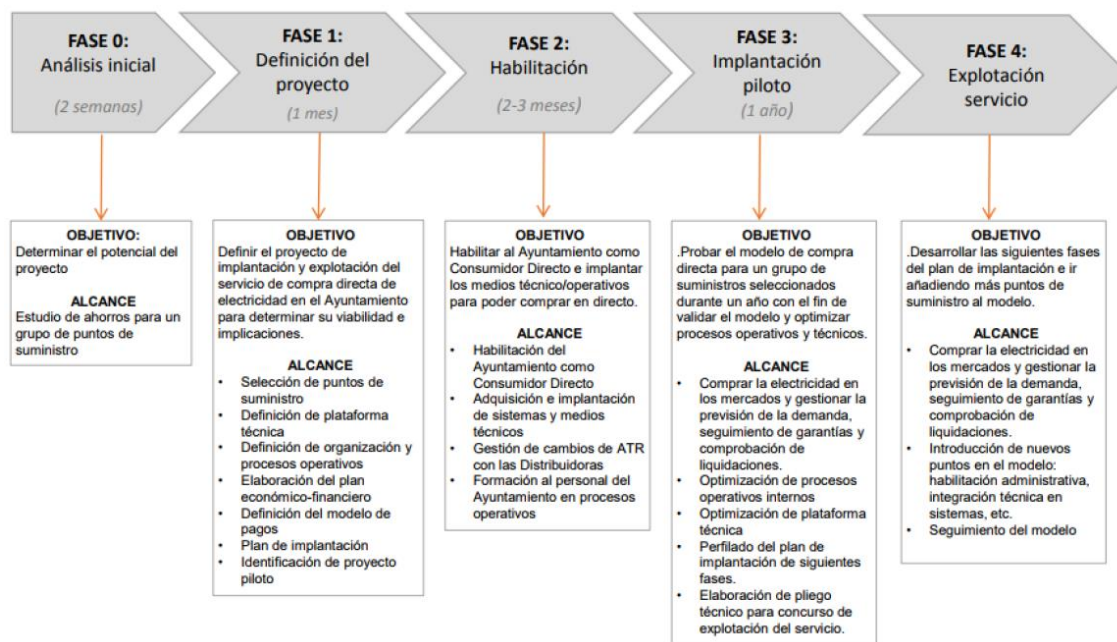 FASE 0:
Análisis inicial
(2 semanas)
FASE 1:
Definición del
proyecto
(1 mes)
FASE 2:
Habilitación
(2-3 meses)
FASE 3:
Implantación
piloto
(1 año)
FASE 4:
Explotación
servicio
OBJETIVO:
Determinar el potencial del
proyecto
ALCANCE
Estudio de ahorros para un
grupo de puntos de
suministro
OBJETIVO
Definir el proyecto de
implantación y explotación del
servicio de compra directa de
electricidad en el Ayuntamiento
para determinar su viabilidad e
implicaciones.
ALCANCE
• Selección de puntos de
suministro
• Definición de plataforma
técnica
• Definición de organización y
procesos operativos
• Elaboración del plan
económico-financiero
• Definición del modelo de
pagos
• Plan de implantación
• Identificación de proyecto
piloto
OBJETIVO
Habilitar al Ayuntamiento como
Consumidor Directo e implantar
los medios técnico/operativos
para poder comprar en directo.
ALCANCE
• Habilitación del
Ayuntamiento como
Consumidor Directo
• Adquisición e implantación
de sistemas y medios
técnicos
• Gestión de cambios de ATR
con las Distribuidoras
• Formación al personal del
Ayuntamiento en procesos
operativos
OBJETIVO
.Probar el modelo de compra
directa para un grupo de
suministros seleccionados
durante un año con el fin de
validar el modelo y optimizar
procesos operativos y técnicos.
ALCANCE
• Comprar la electricidad en
los mercados y gestionar la
previsión de la demanda,
seguimiento de garantías y
comprobación de
liquidaciones.
• Optimización de procesos
operativos internos
• Optimización de plataforma
técnica
• Perfilado del plan de
implantación de siguientes
fases.
• Elaboración de pliego
técnico para concurso de
explotación del servicio.
OBJETIVO
.Desarrollar las siguientes fases
del plan de implantación e ir
añadiendo más puntos de
suministro al modelo.
ALCANCE
• Comprar la electricidad en
los mercados y gestionar la
previsión de la demanda,
seguimiento de garantías y
comprobación de
liquidaciones.
• Introducción de nuevos
puntos en el modelo:
habilitación administrativa,
integración técnica en
sistemas, etc.
• Seguimiento del modelo